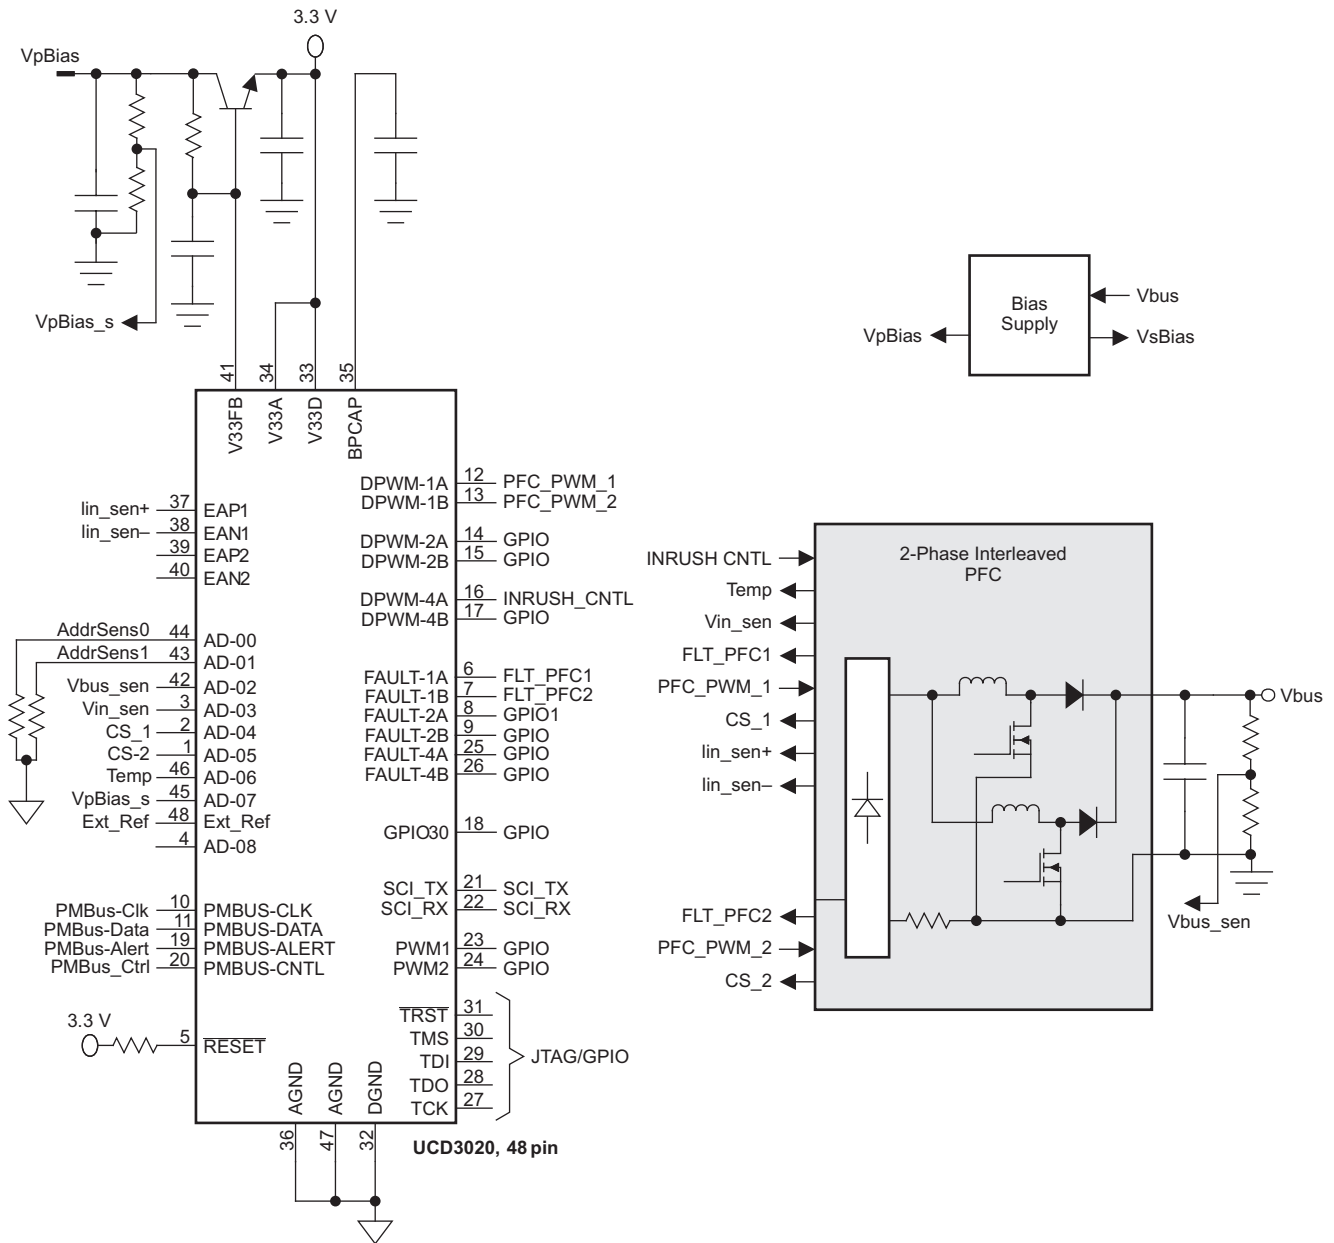 3.3 V
VpBias
VpBias_s
41
34
33
35
V33FB
V33A
V33D
BPCAP
Iin_sen+ 37 EAP1
Iin_sen– 38 EAN1
39 EAP2
40 EAN2
AddrSens0 44 AD-00
AddrSens1 43 AD-01
Vbus_sen 42 AD-02
Vin_sen 3 AD-03
CS_1 2 AD-04
CS-2 1 AD-05
Temp 46 AD-06
VpBias_s 45 AD-07
Ext_Ref 48 Ext_Ref
4 AD-08
PMBus-Clk 10 PMBUS-CLK
PMBus-Data 11 PMBUS-DATA
PMBus-Alert 19 PMBUS-ALERT
PMBus_Ctrl 20 PMBUS-CNTL
3.3 V
5 RESET
DPWM-1A 12 PFC_PWM_1
DPWM-1B 13 PFC_PWM_2
DPWM-2A 14 GPIO
DPWM-2B 15 GPIO
DPWM-4A 16 INRUSH_CNTL
DPWM-4B 17 GPIO
FAULT-1A 6 FLT_PFC1
FAULT-1B 7 FLT_PFC2
FAULT-2A 8 GPIO1
FAULT-2B 9 GPIO
FAULT-4A 25 GPIO
FAULT-4B 26 GPIO
GPIO30 18 GPIO
SCI_TX 21 SCI_TX
SCI_RX 22 SCI_RX
PWM1 23 GPIO
PWM2 24 GPIO
TRST 31
TMS 30
TDI 29
TDO 28
TCK 27
JTAG/GPIO
AGND
AGND
DGND
36
47
32
UCD3020, 48 pin
Bias
Supply
Vbus
VpBias
VsBias
2-Phase Interleaved
PFC
INRUSH CNTL
Temp
Vin_sen
FLT_PFC1
PFC_PWM_1
CS_1
Iin_sen+
Iin_sen–
FLT_PFC2
PFC_PWM_2
CS_2
Vbus
Vbus_sen